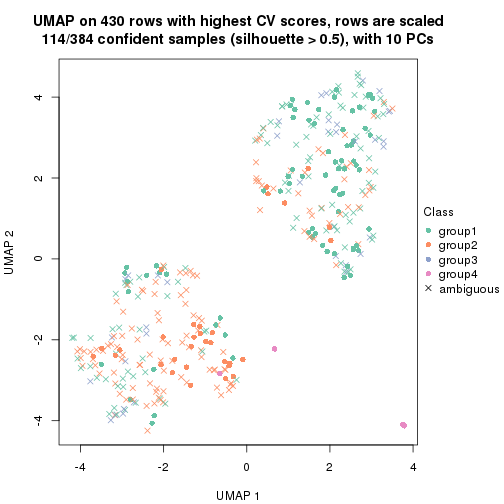 UMAP on 430 rows with highest CV scores, rows are scaled
114/384 confident samples (silhouette > 0.5), with 10 PCs
4
2
0
-2
-4
UMAP 2
-4
-2
0
2
4
UMAP 1
Class
group1
group2
group3
group4
ambiguous